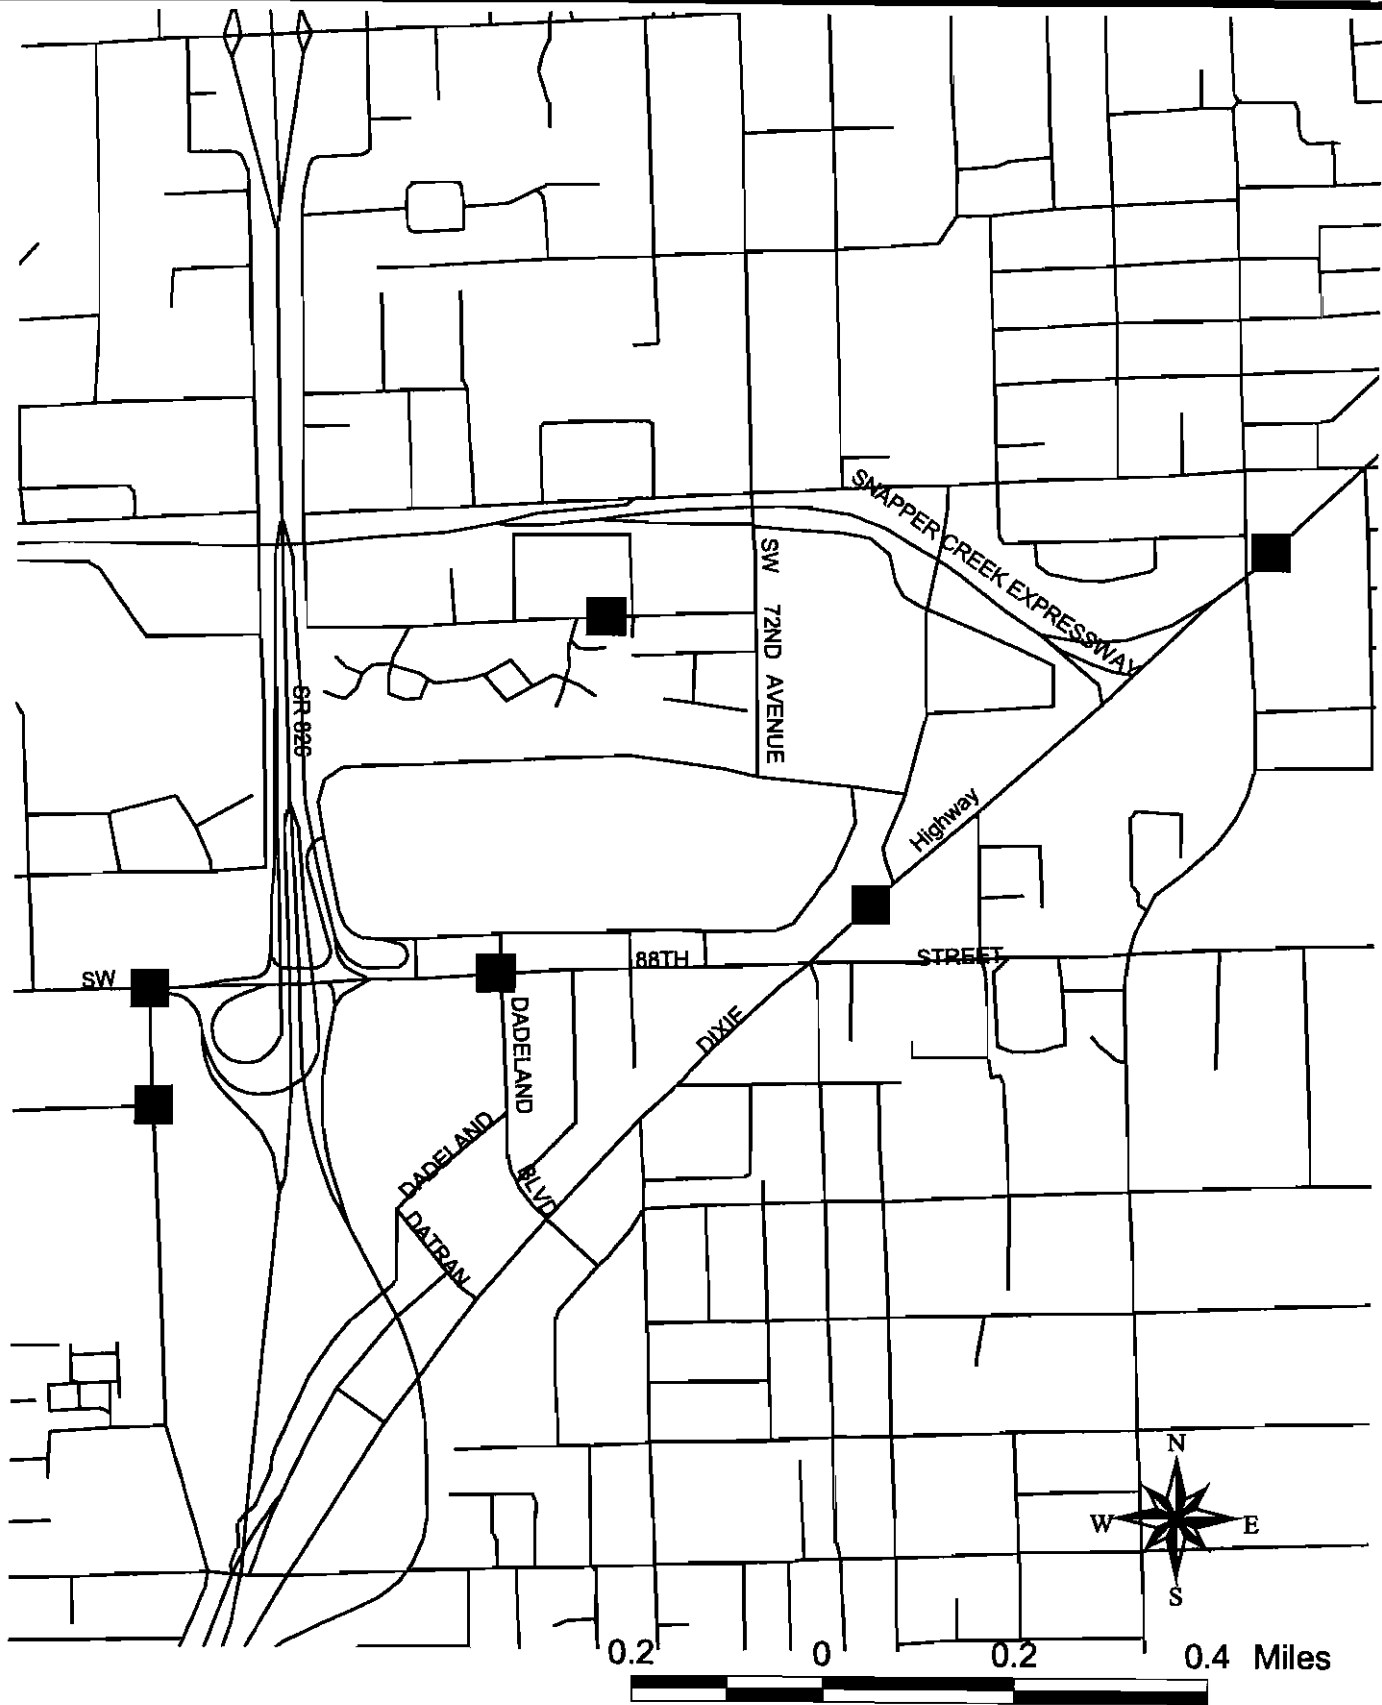 SNAPPER CREEK EXPRESSWAY
SW 72ND AVENUE
SR 826
Highway
SW 88TH STREET
DIXIE
DADELAND
DADELAND
BLVD
DATRAN
N
W E
S
0.2 0 0.2 0.4 Miles